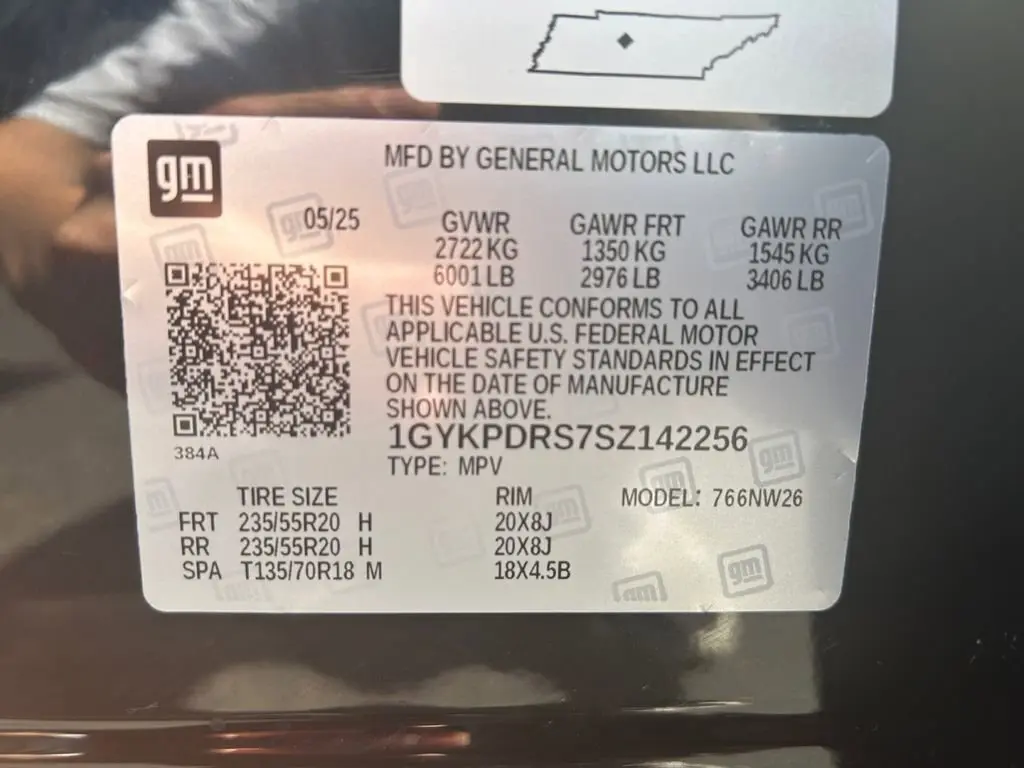 gm
MFD BY GENERAL MOTORS LLC
05/25 GVWR GAWR FRT GAWR RR
2722 KG 1350 KG 1545 KG
6001 LB 2976 LB 3406 LB
THIS VEHICLE CONFORMS TO ALL
APPLICABLE U.S. FEDERAL MOTOR
VEHICLE SAFETY STANDARDS IN EFFECT
ON THE DATE OF MANUFACTURE
SHOWN ABOVE.
1GYKPDRS7SZ142256
384A
TYPE: MPV
TIRE SIZE RIM MODEL: 766NW26
FRT 235/55R20 H 20X8J
RR 235/55R20 H 20X8J
SPA T135/70R18 M 18X4.5B